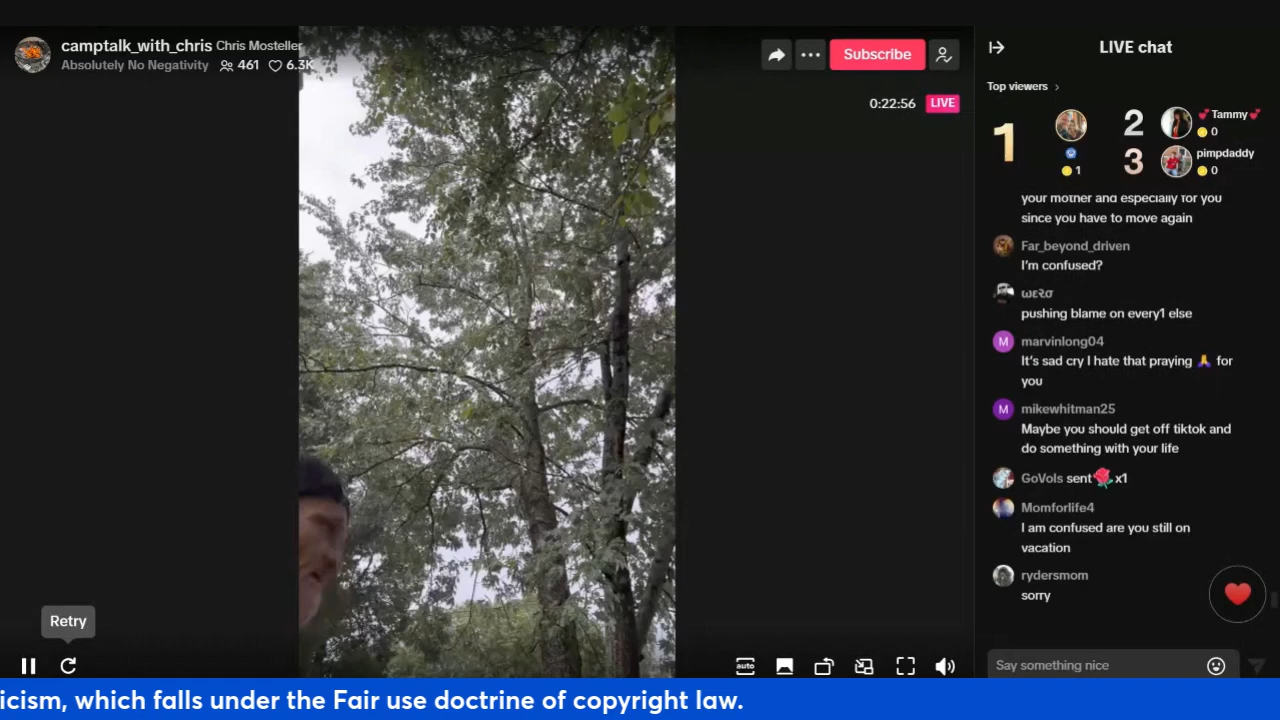 camptalk_with_chris Chris Mosteller
Absolutely No Negativity 461 6.3K
Subscribe
0:22:56 LIVE
LIVE chat
Top viewers
1
1
2
💕Tammy💕
0
3
pimpdaddy
0
your mother and especially for you
since you have to move again
Far_beyond_driven
I'm confused?
ωεƨσ
pushing blame on every1 else
M
marvinlong04
It's sad cry I hate that praying 🙏 for
you
M
mikewhitman25
Maybe you should get off tiktok and
do something with your life
GoVols sent🌹x1
Momforlife4
I am confused are you still on
vacation
rydersmom
sorry
Say something nice
Retry
auto
icism, which falls under the Fair use doctrine of copyright law.